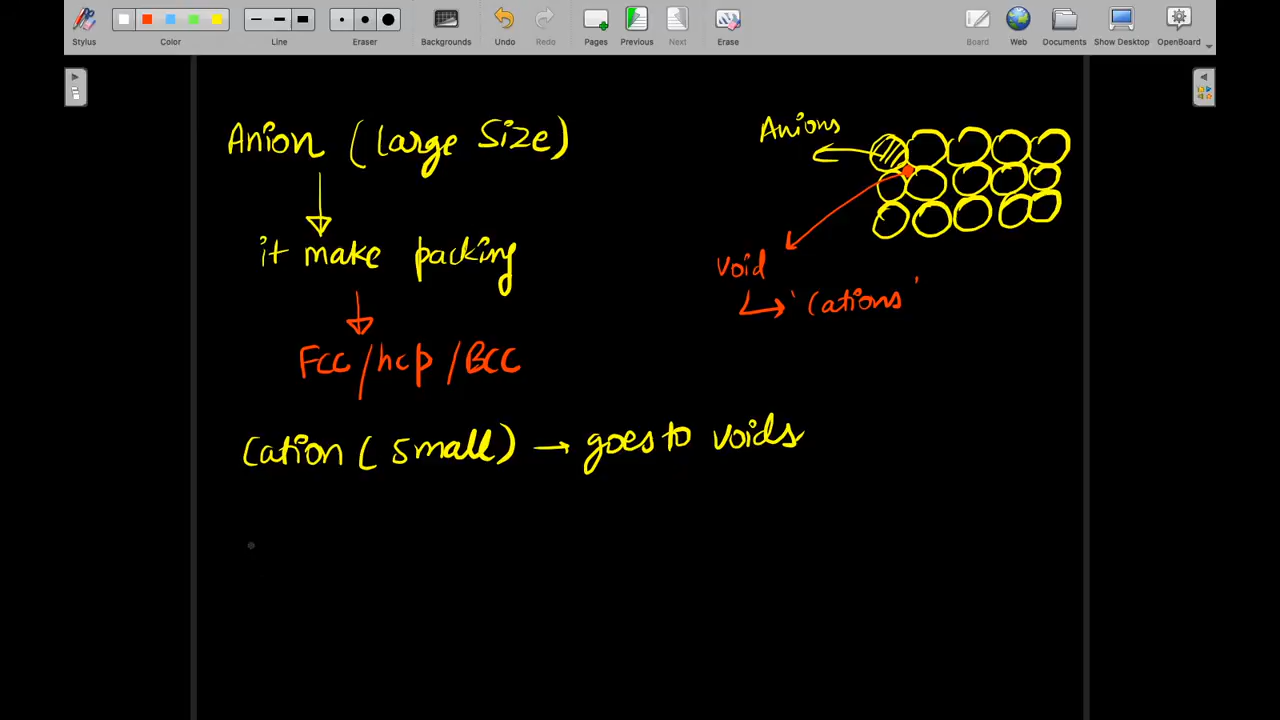 Stylus
Color
Line
Eraser
Backgrounds
Undo
Redo
Pages
Previous
Next
Erase
Board
Web
Documents
Show Desktop
OpenBoard
Anion (large Size)
it make packing
FCC/hcp/BCC
Cation (Small) → goes to voids
Anions
void
'Cations'